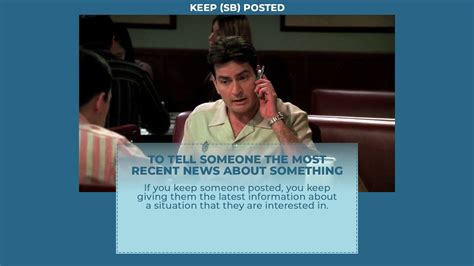 KEEP (SB) POSTED
TO TELL SOMEONE THE MOST
RECENT NEWS ABOUT SOMETHING
If you keep someone posted, you keep
giving them the latest information about
a situation that they are interested in.